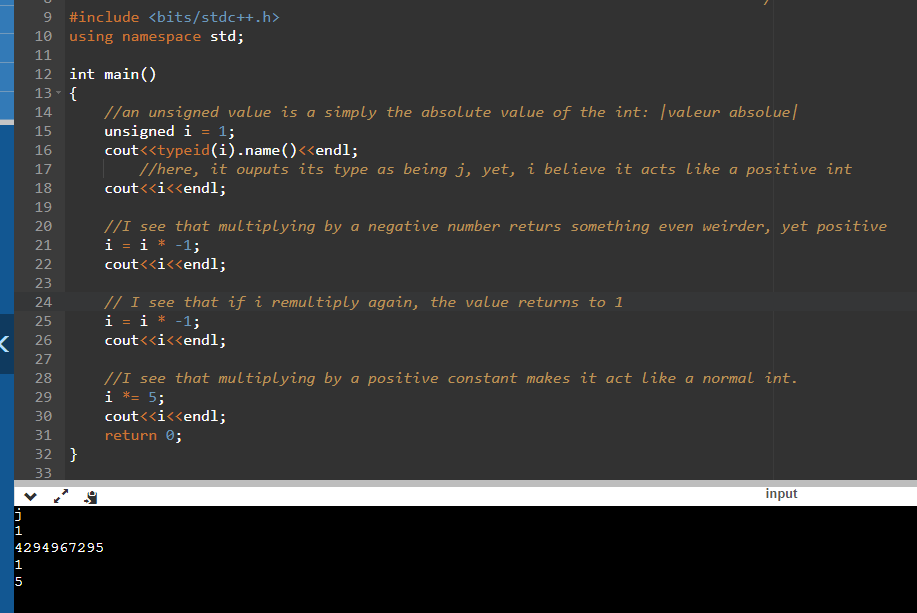 9 #include <bits/stdc++.h>
10 using namespace std;
11
12 int main()
13 {
14 //an unsigned value is a simply the absolute value of the int: |valeur absolue|
15 unsigned i = 1;
16 cout<<typeid(i).name()<<endl;
17 //here, it ouputs its type as being j, yet, i believe it acts like a positive int
18 cout<<i<<endl;
19
20 //I see that multiplying by a negative number returs something even weirder, yet positive
21 i = i * -1;
22 cout<<i<<endl;
23
24 // I see that if i remultiply again, the value returns to 1
25 i = i * -1;
26 cout<<i<<endl;
27
28 //I see that multiplying by a positive constant makes it act like a normal int.
29 i *= 5;
30 cout<<i<<endl;
31 return 0;
32 }
33
input
j
1
4294967295
1
5